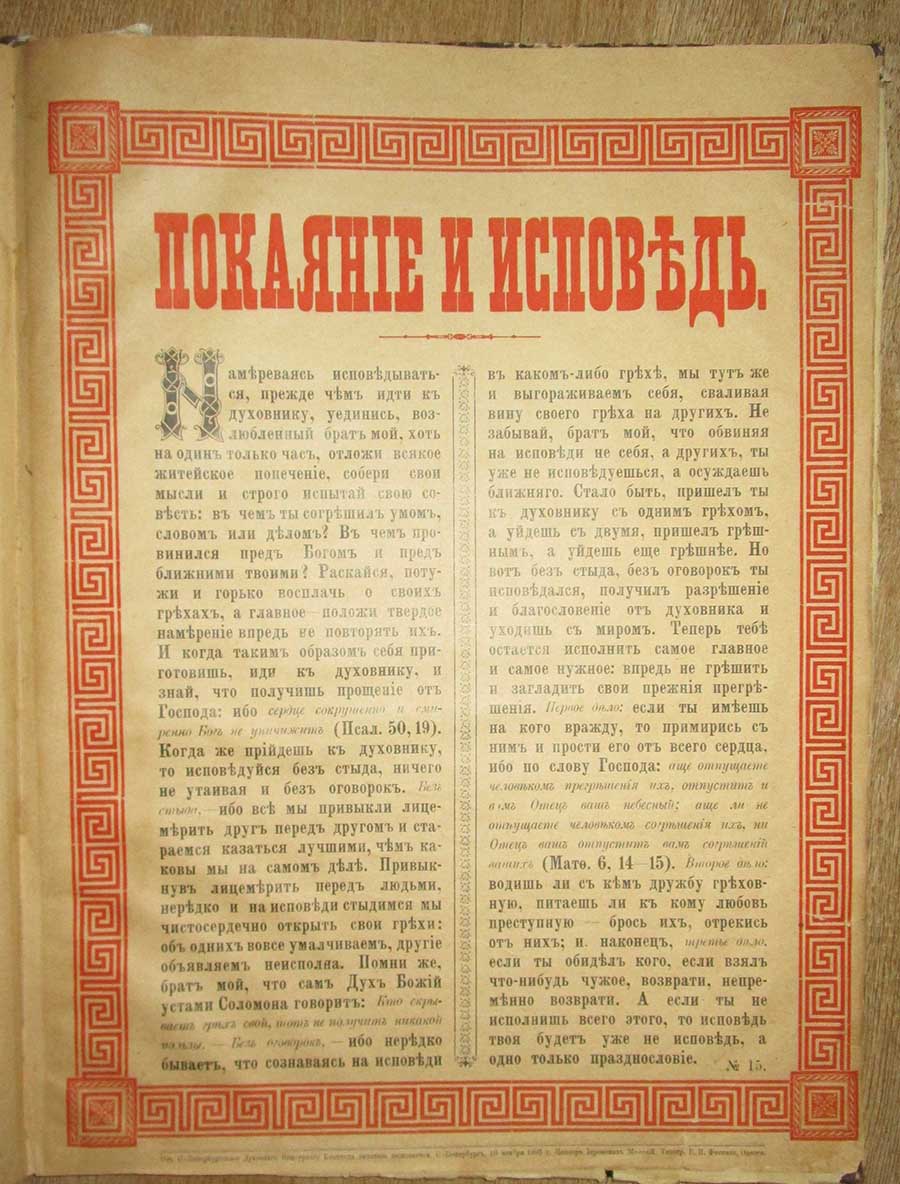 ПОКАЯНІЕ И ИСПОВѢДЬ.
Намѣреваясь исповѣдывать-
ся, прежде чѣмъ идти къ
духовнику, уединись, воз-
любленный братъ мой, хоть
на одинъ только часъ, отложи всякое
житейское попеченіе, собери свои
мысли и строго испытай свою со-
вѣсть: въ чемъ ты согрѣшилъ умомъ,
словомъ или дѣломъ? Въ чемъ про-
винился предъ Богомъ и предъ
ближними твоими? Раскайся, поту-
жи и горько восплачь о своихъ
грѣхахъ, а главное—положи твердое
намѣреніе впредь не повторять ихъ.
И когда такимъ образомъ себя при-
готовишь, иди къ духовнику, и
знай, что получишь прощеніе отъ
Господа: ибо сердце сокрушенно и сми-
ренно Богъ не уничижитъ (Псал. 50, 19).
Когда же прійдешь къ духовнику,
то исповѣдуйся безъ стыда, ничего
не утаивая и безъ оговорокъ. Безъ
стыда,—ибо всѣ мы привыкли лице-
мѣрить другъ передъ другомъ и ста-
раемся казаться лучшими, чѣмъ ка-
ковы мы на самомъ дѣлѣ. Привык-
нувъ лицемѣрить передъ людьми,
нерѣдко и на исповѣди стыдимся мы
чистосердечно открыть свои грѣхи:
объ однихъ вовсе умалчиваемъ, другіе
объявляемъ неисполна. Помни же,
братъ мой, что самъ Духъ Божій
устами Соломона говоритъ: Кто скры-
ваетъ грѣхъ свой, тотъ не получитъ никакой
пользы. — Безъ оговорокъ, — ибо нерѣдко
бываетъ, что сознаваясь на исповѣди
въ какомъ-либо грѣхѣ, мы тутъ же
и выгораживаемъ себя, сваливая
вину своего грѣха на другихъ. Не
забывай, братъ мой, что обвиняя
на исповѣди не себя, а другихъ, ты
уже не исповѣдуешься, а осуждаешь
ближняго. Стало быть, пришелъ ты
къ духовнику съ однимъ грѣхомъ,
а уйдешь съ двумя, пришелъ грѣш-
нымъ, а уйдешь еще грѣшнѣе. Но
вотъ безъ стыда, безъ оговорокъ ты
исповѣдался, получилъ разрѣшеніе
и благословеніе отъ духовника и
уходишь съ миромъ. Теперь тебѣ
остается исполнить самое главное
и самое нужное: впредь не грѣшить
и загладить свои прежнія прегрѣ-
шенія. Первое дѣло: если ты имѣешь
на кого вражду, то примирись съ
нимъ и прости его отъ всего сердца,
ибо по слову Господа: аще отпущаете
человѣкомъ прегрѣшенія ихъ, отпуститъ и
вамъ Отецъ вашъ небесный; аще ли не
отпущаете человѣкомъ согрѣшенія ихъ, ни
Отецъ вашъ отпуститъ вамъ согрѣшеній
вашихъ (Матѳ. 6, 14—15). Второе дѣло:
водишь ли съ кѣмъ дружбу грѣхов-
ную, питаешь ли къ кому любовь
преступную — брось ихъ, отрекись
отъ нихъ; и, наконецъ, третье дѣло,
если ты обидѣлъ кого, если взялъ
что-нибудь чужое, возврати, непре-
мѣнно возврати. А если ты не
исполнишь всего этого, то исповѣдь
твоя будетъ уже не исповѣдь, а
одно только празднословіе.
№ 15.